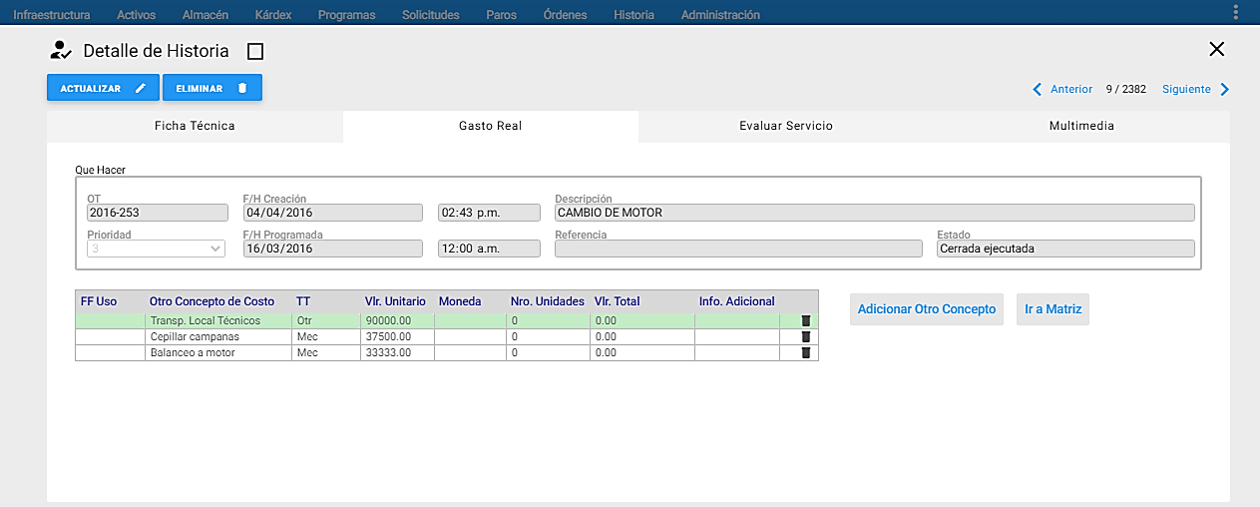 Infraestructura Activos Almacén Kárdex Programas Solicitudes Paros Órdenes Historia Administración
Detalle de Historia
ACTUALIZAR ELIMINAR
Anterior 9 / 2382 Siguiente
Ficha Técnica Gasto Real Evaluar Servicio Multimedia
Que Hacer
OT F/H Creación Descripción
2016-253 04/04/2016 02:43 p.m. CAMBIO DE MOTOR
Prioridad F/H Programada Referencia Estado
3 16/03/2016 12:00 a.m. Cerrada ejecutada
FF Uso Otro Concepto de Costo TT Vlr. Unitario Moneda Nro. Unidades Vlr. Total Info. Adicional
Adicionar Otro Concepto Ir a Matriz
Transp. Local Técnicos Otr 90000.00 0 0.00
Cepillar campanas Mec 37500.00 0 0.00
Balanceo a motor Mec 33333.00 0 0.00